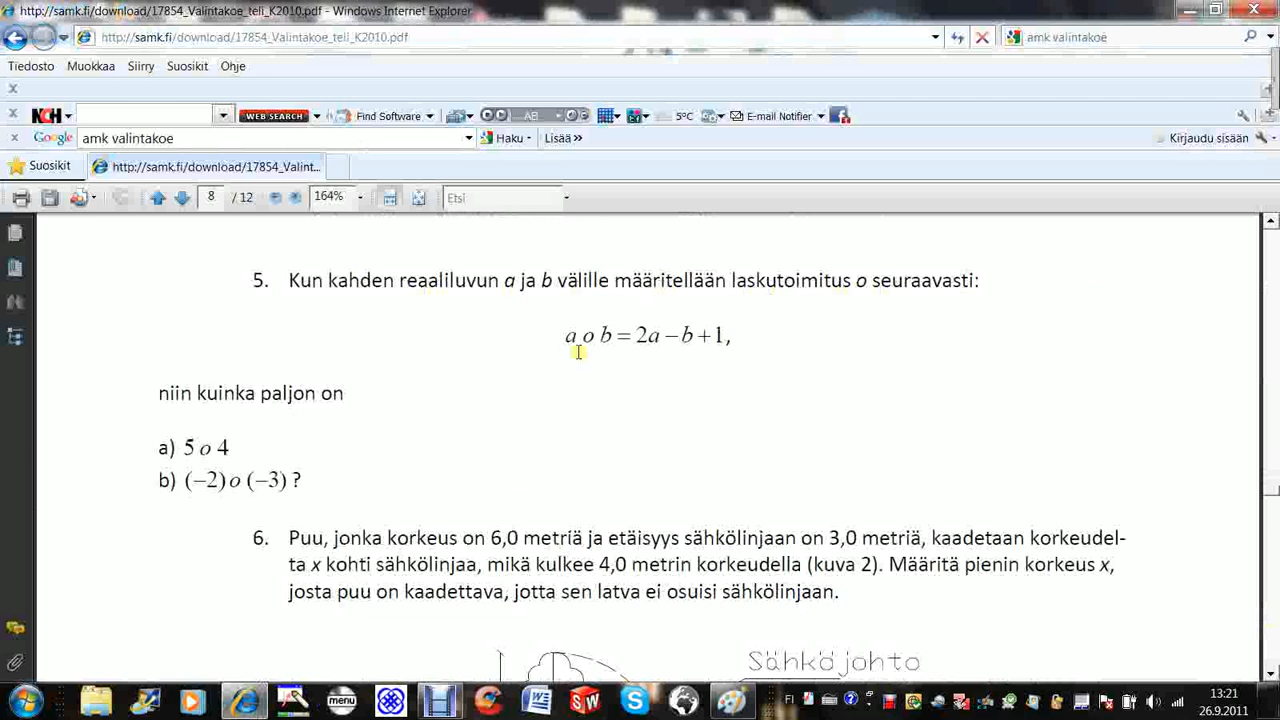 http://samk.fi/download/17854_Valintakoe_teli_K2010.pdf - Windows Internet Explorer
http://samk.fi/download/17854_Valintakoe_teli_K2010.pdf
amk valintakoe
Tiedosto Muokkaa Siirry Suosikit Ohje
x
x NCH WEB SEARCH Find Software AB 5°C E-mail Notifier
x Google amk valintakoe Haku Lisää » Kirjaudu sisään
Suosikit http://samk.fi/download/17854_Valint...
8 / 12 164% Etsi
5. Kun kahden reaaliluvun a ja b välille määritellään laskutoimitus o seuraavasti:
a o b = 2a − b + 1,
niin kuinka paljon on
a) 5 o 4
b) (−2) o (−3) ?
6. Puu, jonka korkeus on 6,0 metriä ja etäisyys sähkölinjaan on 3,0 metriä, kaadetaan korkeudel-
ta x kohti sähkölinjaa, mikä kulkee 4,0 metrin korkeudella (kuva 2). Määritä pienin korkeus x,
josta puu on kaadettava, jotta sen latva ei osuisi sähkölinjaan.
Sähköjohto
menu
FI
13:21
26.9.2011